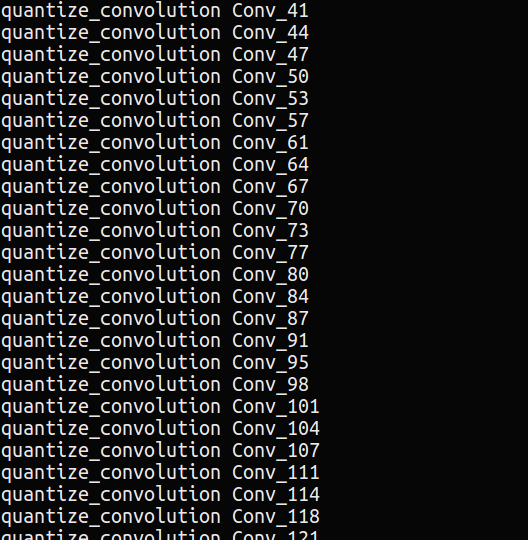 quantize_convolution Conv_41
quantize_convolution Conv_44
quantize_convolution Conv_47
quantize_convolution Conv_50
quantize_convolution Conv_53
quantize_convolution Conv_57
quantize_convolution Conv_61
quantize_convolution Conv_64
quantize_convolution Conv_67
quantize_convolution Conv_70
quantize_convolution Conv_73
quantize_convolution Conv_77
quantize_convolution Conv_80
quantize_convolution Conv_84
quantize_convolution Conv_87
quantize_convolution Conv_91
quantize_convolution Conv_95
quantize_convolution Conv_98
quantize_convolution Conv_101
quantize_convolution Conv_104
quantize_convolution Conv_107
quantize_convolution Conv_111
quantize_convolution Conv_114
quantize_convolution Conv_118
quantize_convolution Conv_121